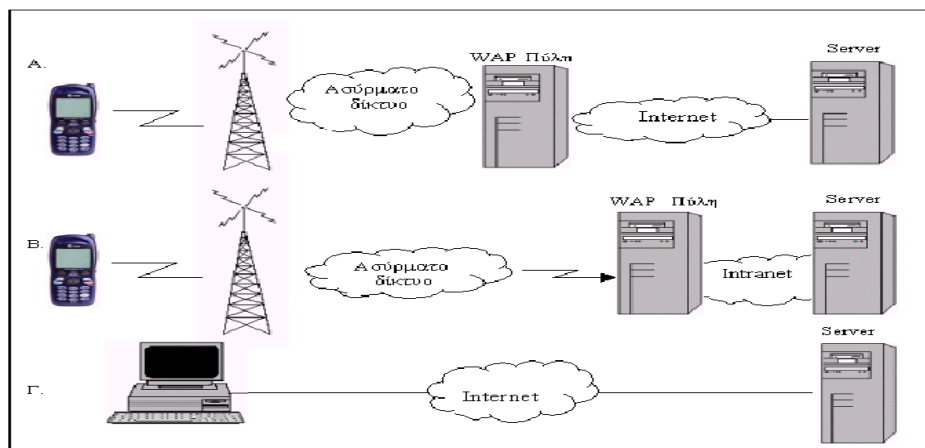 Α.
WAP Πύλη
Server
Ασύρματο
δίκτυο
Internet
Β.
WAP Πύλη
Server
Ασύρματο
δίκτυο
Intranet
Γ.
Server
Internet